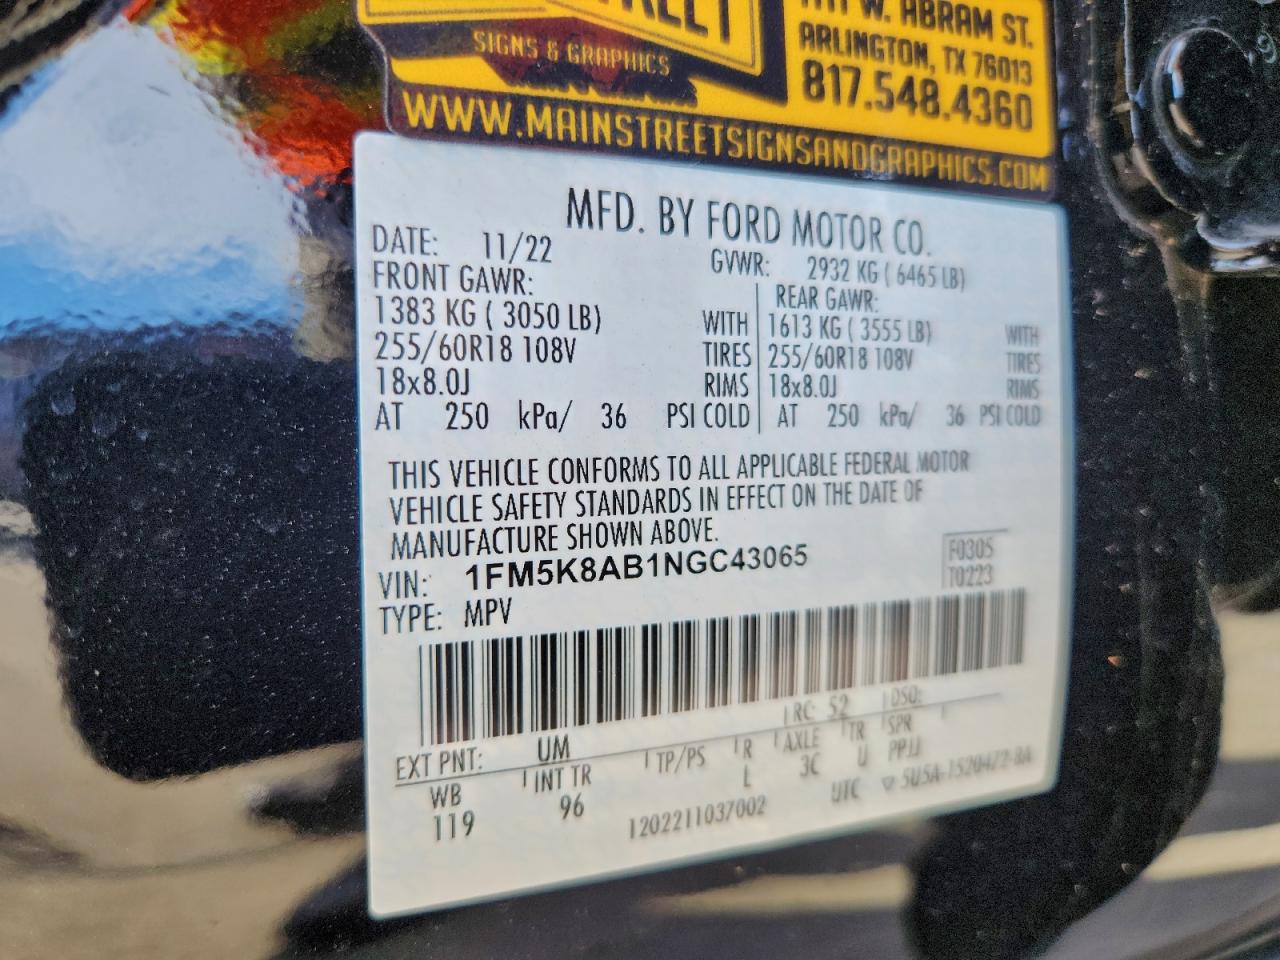 STREET
W. ABRAM ST.
SIGNS & GRAPHICS
ARLINGTON, TX 76013
817.548.4360
WWW.MAINSTREETSIGNSANDGRAPHICS.COM
MFD. BY FORD MOTOR CO.
DATE: 11/22 GVWR: 2932 KG ( 6465 LB)
FRONT GAWR: REAR GAWR:
1383 KG ( 3050 LB) WITH 1613 KG ( 3555 LB) WITH
255/60R18 108V TIRES 255/60R18 108V TIRES
18x8.0J RIMS 18x8.0J RIMS
AT 250 kPa/ 36 PSI COLD AT 250 kPa/ 36 PSI COLD
THIS VEHICLE CONFORMS TO ALL APPLICABLE FEDERAL MOTOR
VEHICLE SAFETY STANDARDS IN EFFECT ON THE DATE OF
MANUFACTURE SHOWN ABOVE.
VIN: 1FM5K8AB1NGC43065 F0305
TYPE: MPV T0223
EXT PNT: UM RC: 52 DSO:
WB INT TR TP/PS R AXLE TR SPR
119 96 L 3C U PPJJ
1202211037002 UTC ▽ 5U5A-1520472-BA